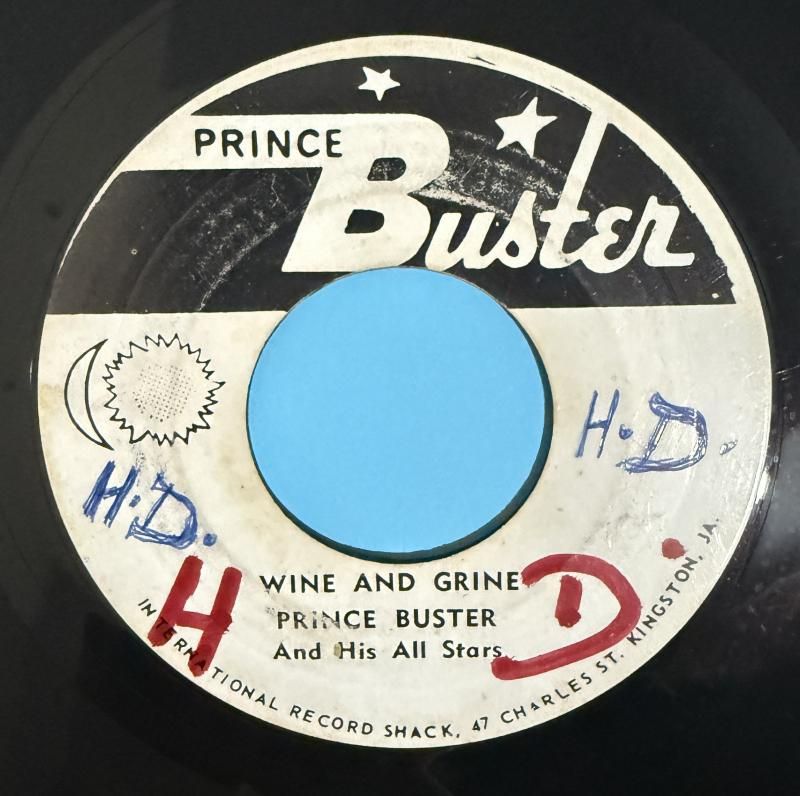 PRINCE
Buster
H.D.
H.D.
WINE AND GRINE
PRINCE BUSTER
And His All Stars
H D.
INTERNATIONAL RECORD SHACK, 47 CHARLES ST. KINGSTON, JA.